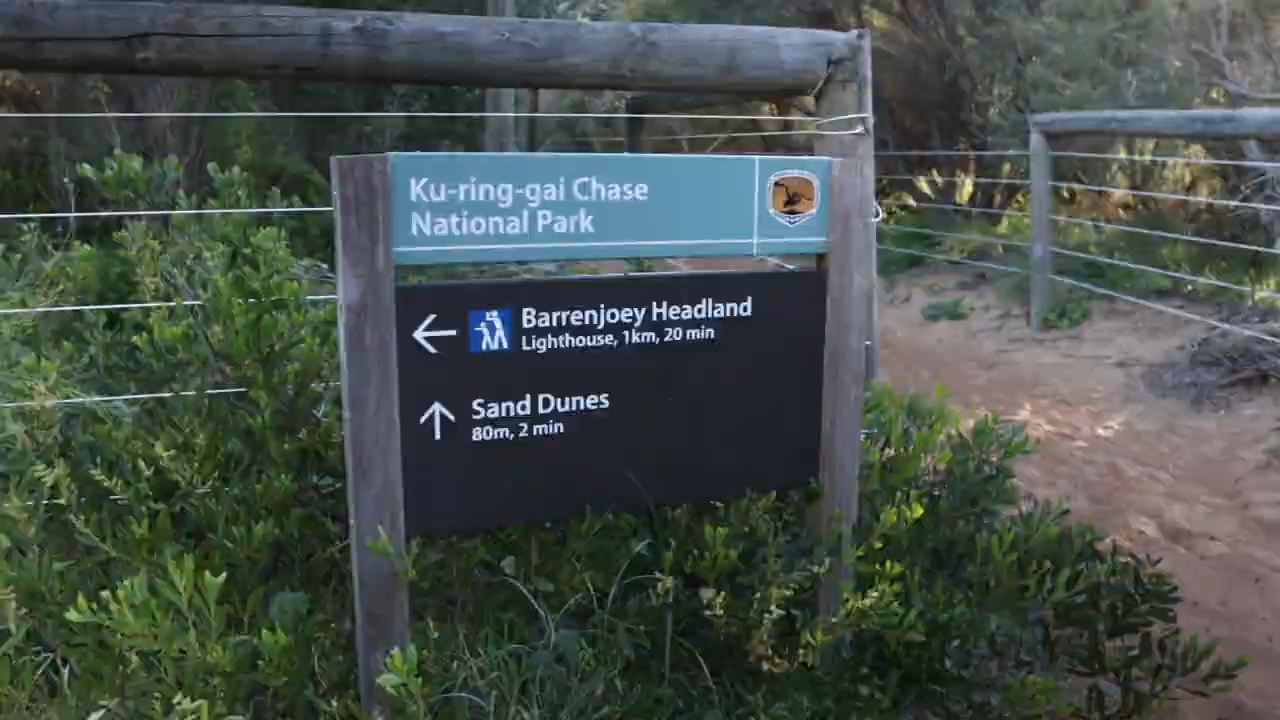 Ku-ring-gai Chase
National Park
Barrenjoey Headland
Lighthouse, 1km, 20 min
Sand Dunes
80m, 2 min